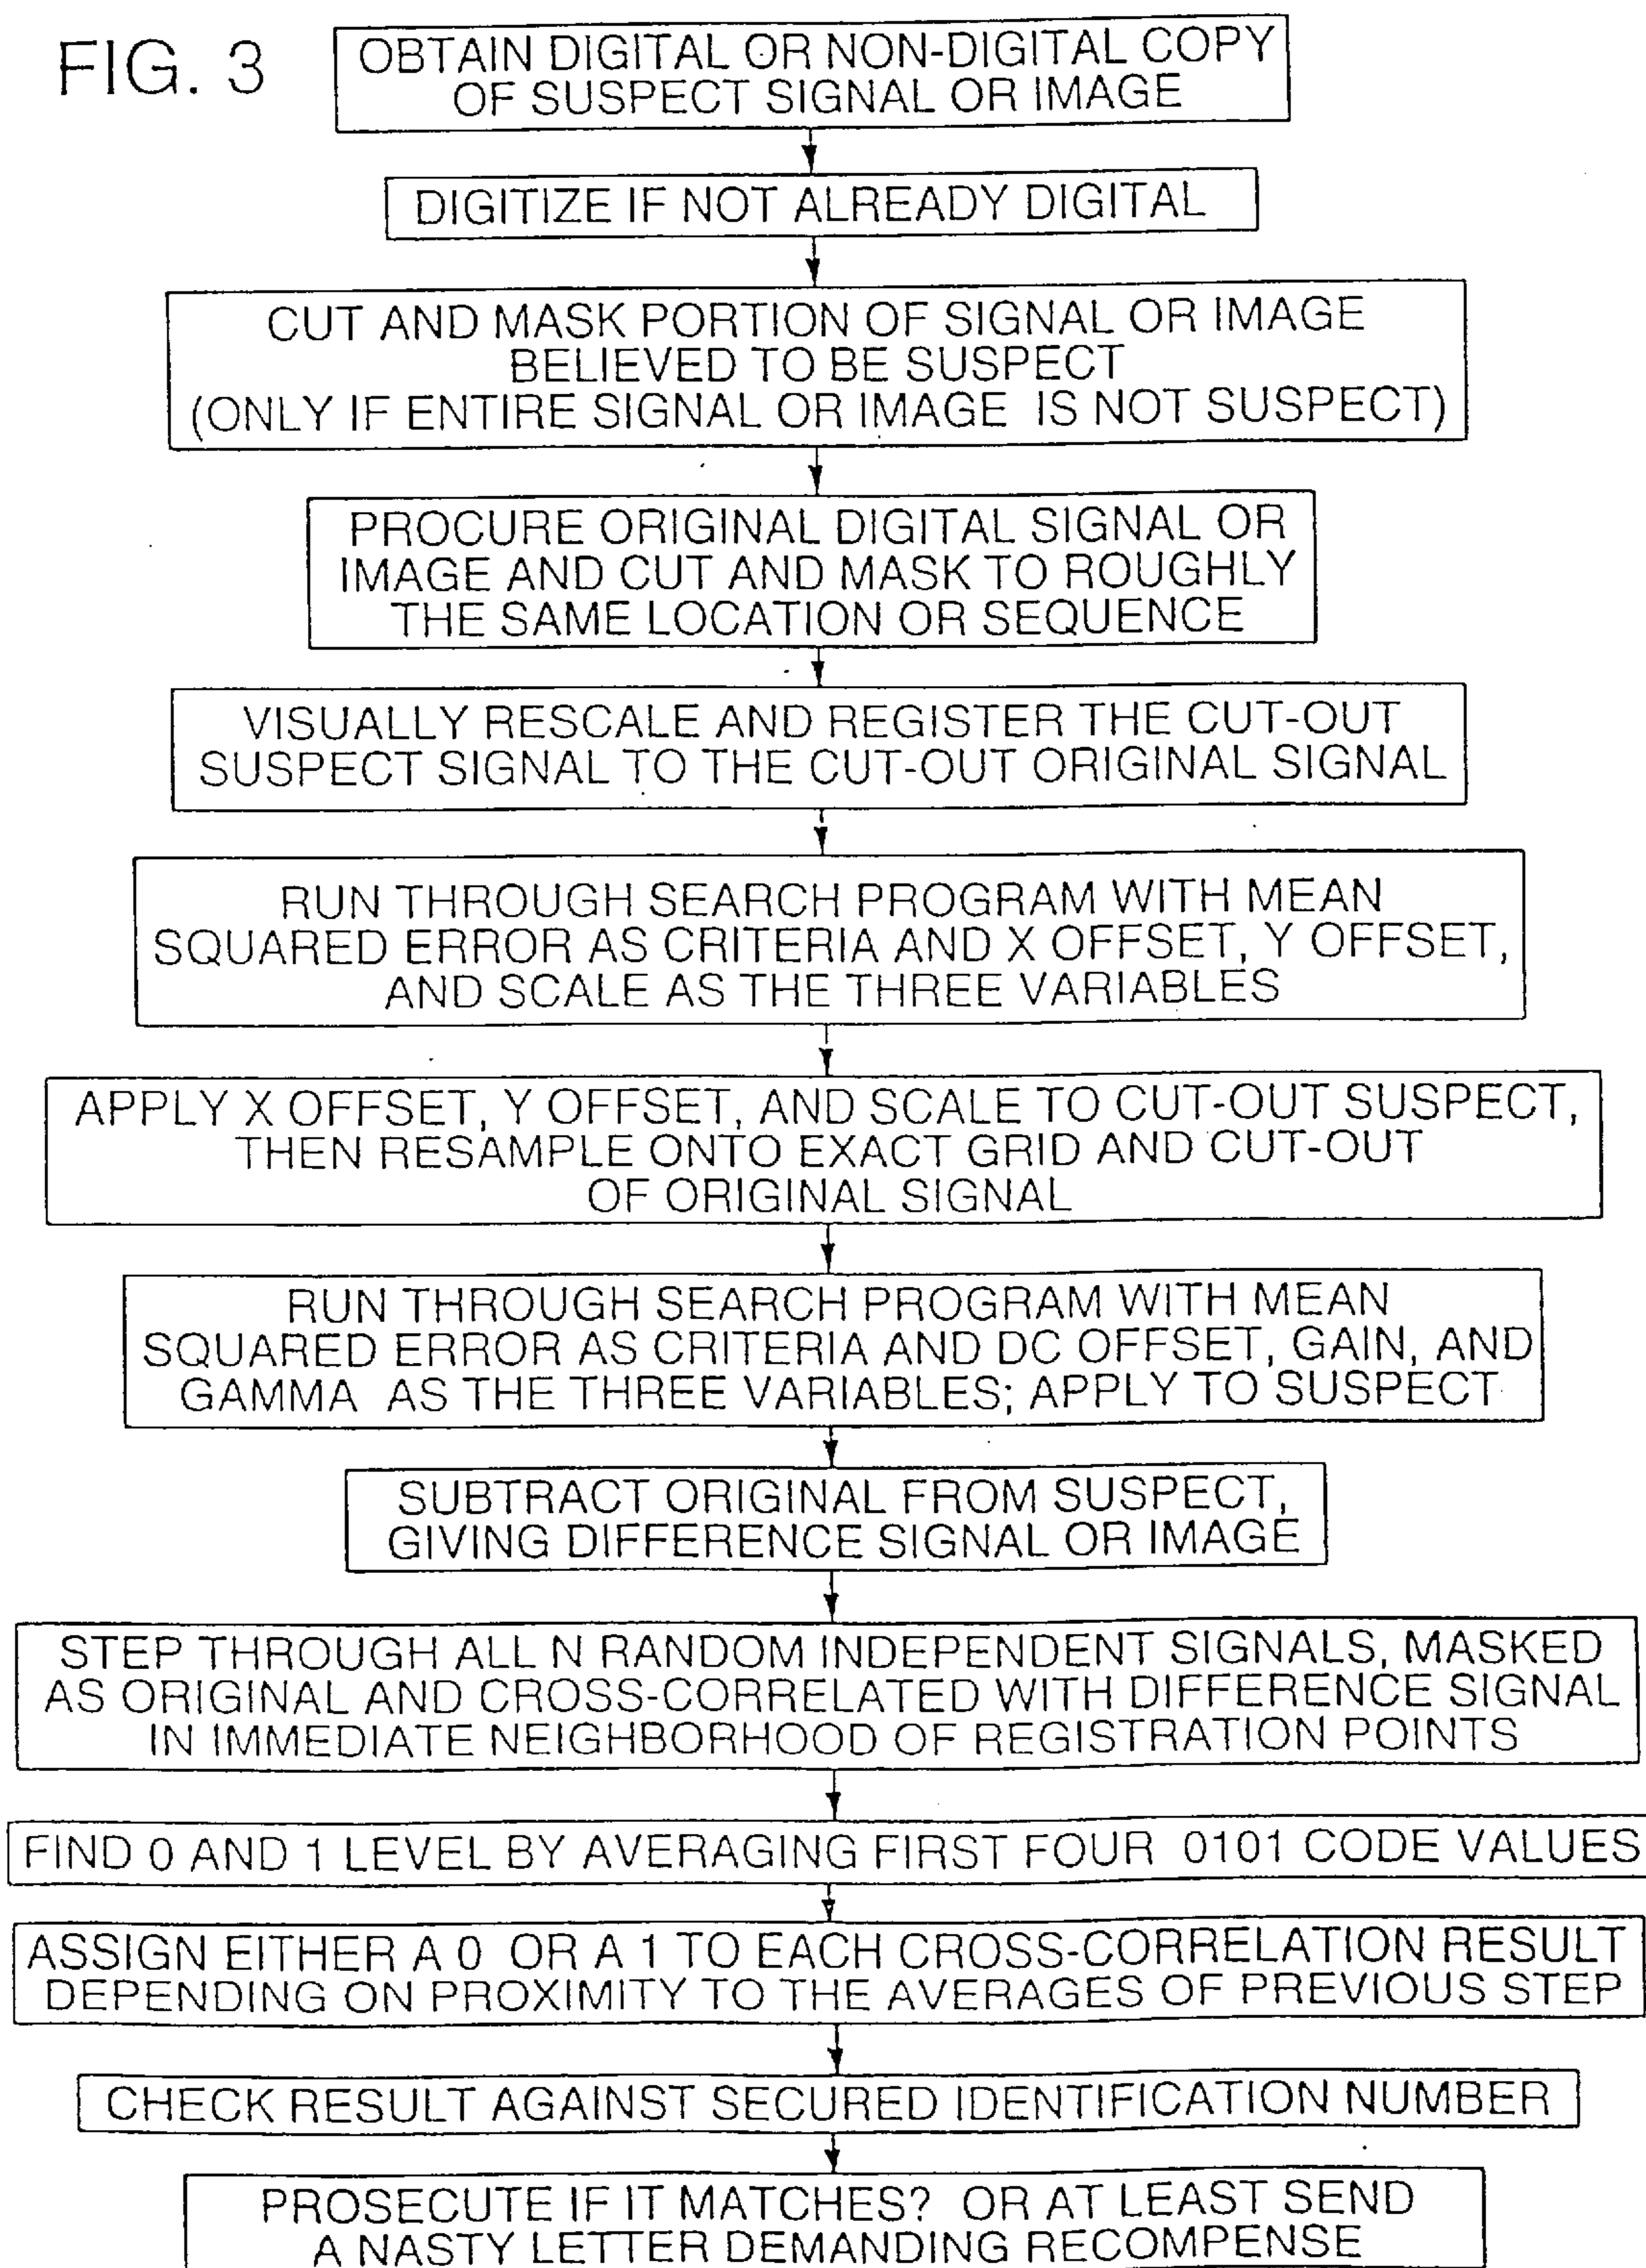 FIG. 3
OBTAIN DIGITAL OR NON-DIGITAL COPY
OF SUSPECT SIGNAL OR IMAGE
DIGITIZE IF NOT ALREADY DIGITAL
CUT AND MASK PORTION OF SIGNAL OR IMAGE
BELIEVED TO BE SUSPECT
(ONLY IF ENTIRE SIGNAL OR IMAGE IS NOT SUSPECT)
PROCURE ORIGINAL DIGITAL SIGNAL OR
IMAGE AND CUT AND MASK TO ROUGHLY
THE SAME LOCATION OR SEQUENCE
VISUALLY RESCALE AND REGISTER THE CUT-OUT
SUSPECT SIGNAL TO THE CUT-OUT ORIGINAL SIGNAL
RUN THROUGH SEARCH PROGRAM WITH MEAN
SQUARED ERROR AS CRITERIA AND X OFFSET, Y OFFSET,
AND SCALE AS THE THREE VARIABLES
APPLY X OFFSET, Y OFFSET, AND SCALE TO CUT-OUT SUSPECT,
THEN RESAMPLE ONTO EXACT GRID AND CUT-OUT
OF ORIGINAL SIGNAL
RUN THROUGH SEARCH PROGRAM WITH MEAN
SQUARED ERROR AS CRITERIA AND DC OFFSET, GAIN, AND
GAMMA AS THE THREE VARIABLES; APPLY TO SUSPECT
SUBTRACT ORIGINAL FROM SUSPECT,
GIVING DIFFERENCE SIGNAL OR IMAGE
STEP THROUGH ALL N RANDOM INDEPENDENT SIGNALS, MASKED
AS ORIGINAL AND CROSS-CORRELATED WITH DIFFERENCE SIGNAL
IN IMMEDIATE NEIGHBORHOOD OF REGISTRATION POINTS
FIND 0 AND 1 LEVEL BY AVERAGING FIRST FOUR 0101 CODE VALUES
ASSIGN EITHER A 0 OR A 1 TO EACH CROSS-CORRELATION RESULT
DEPENDING ON PROXIMITY TO THE AVERAGES OF PREVIOUS STEP
CHECK RESULT AGAINST SECURED IDENTIFICATION NUMBER
PROSECUTE IF IT MATCHES? OR AT LEAST SEND
A NASTY LETTER DEMANDING RECOMPENSE